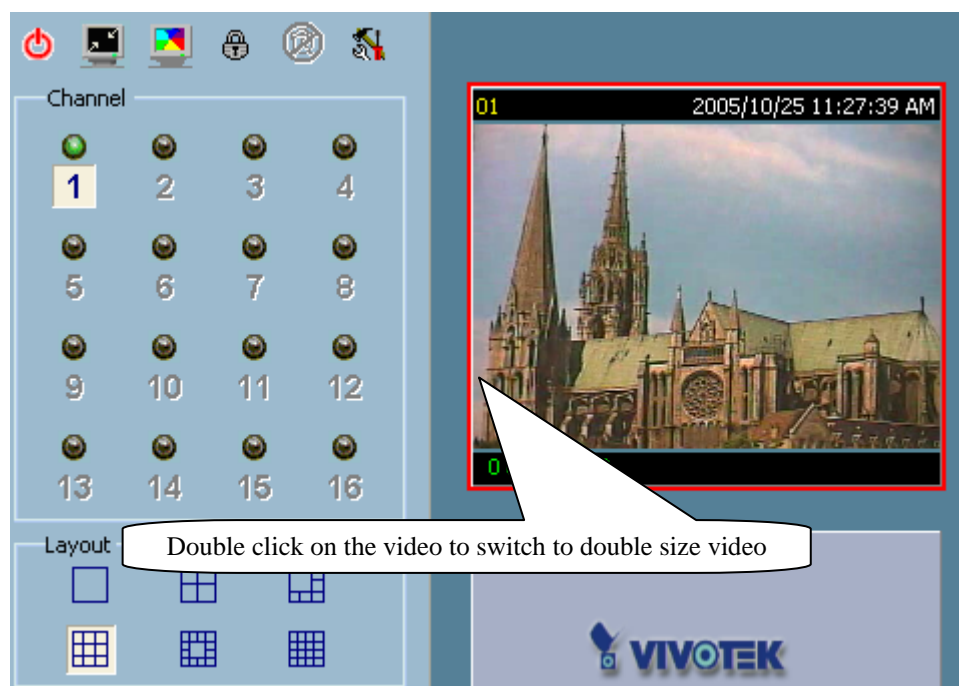 Channel
1 2 3 4
5 6 7 8
9 10 11 12
13 14 15 16
Layout
01 2005/10/25 11:27:39 AM
0
Double click on the video to switch to double size video
VIVOTEK